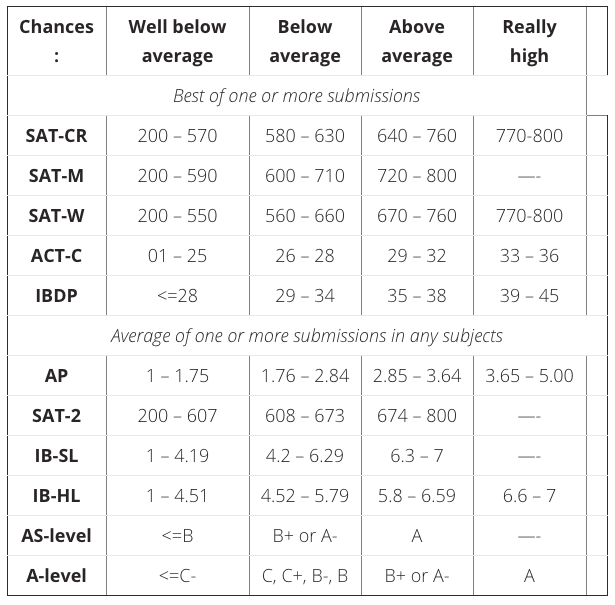 Chances : Well below average Below average Above average Really high
Best of one or more submissions
SAT-CR 200 – 570 580 – 630 640 – 760 770-800
SAT-M 200 – 590 600 – 710 720 – 800 —-
SAT-W 200 – 550 560 – 660 670 – 760 770-800
ACT-C 01 – 25 26 – 28 29 – 32 33 – 36
IBDP <=28 29 – 34 35 – 38 39 – 45
Average of one or more submissions in any subjects
AP 1 – 1.75 1.76 – 2.84 2.85 – 3.64 3.65 – 5.00
SAT-2 200 – 607 608 – 673 674 – 800 —-
IB-SL 1 – 4.19 4.2 – 6.29 6.3 – 7 —-
IB-HL 1 – 4.51 4.52 – 5.79 5.8 – 6.59 6.6 – 7
AS-level <=B B+ or A- A —-
A-level <=C- C, C+, B-, B B+ or A- A